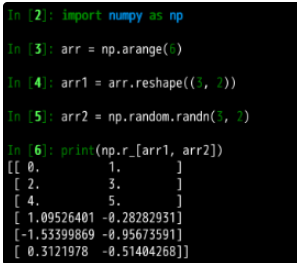 In [2]: import numpy as np
In [3]: arr = np.arange(6)
In [4]: arr1 = arr.reshape((3, 2))
In [5]: arr2 = np.random.randn(3, 2)
In [6]: print(np.r_[arr1, arr2])
[[ 0.          1.        ]
 [ 2.          3.        ]
 [ 4.          5.        ]
 [ 1.09526401 -0.28282931]
 [-1.53399869 -0.95673591]
 [ 0.3121978  -0.51404268]]